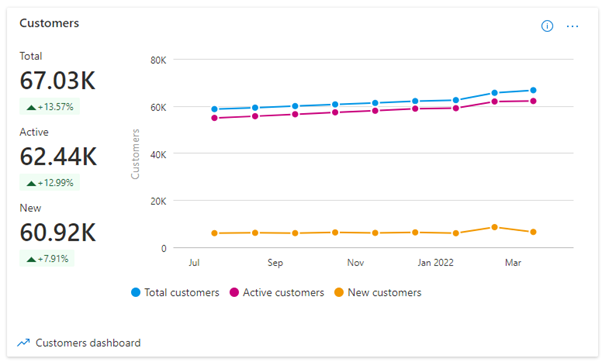 Customers
Total
67.03K
+13.57%
Active
62.44K
+12.99%
New
60.92K
+7.91%
Customers
80K
60K
40K
20K
0
Jul Sep Nov Jan 2022 Mar
Total customers Active customers New customers
Customers dashboard